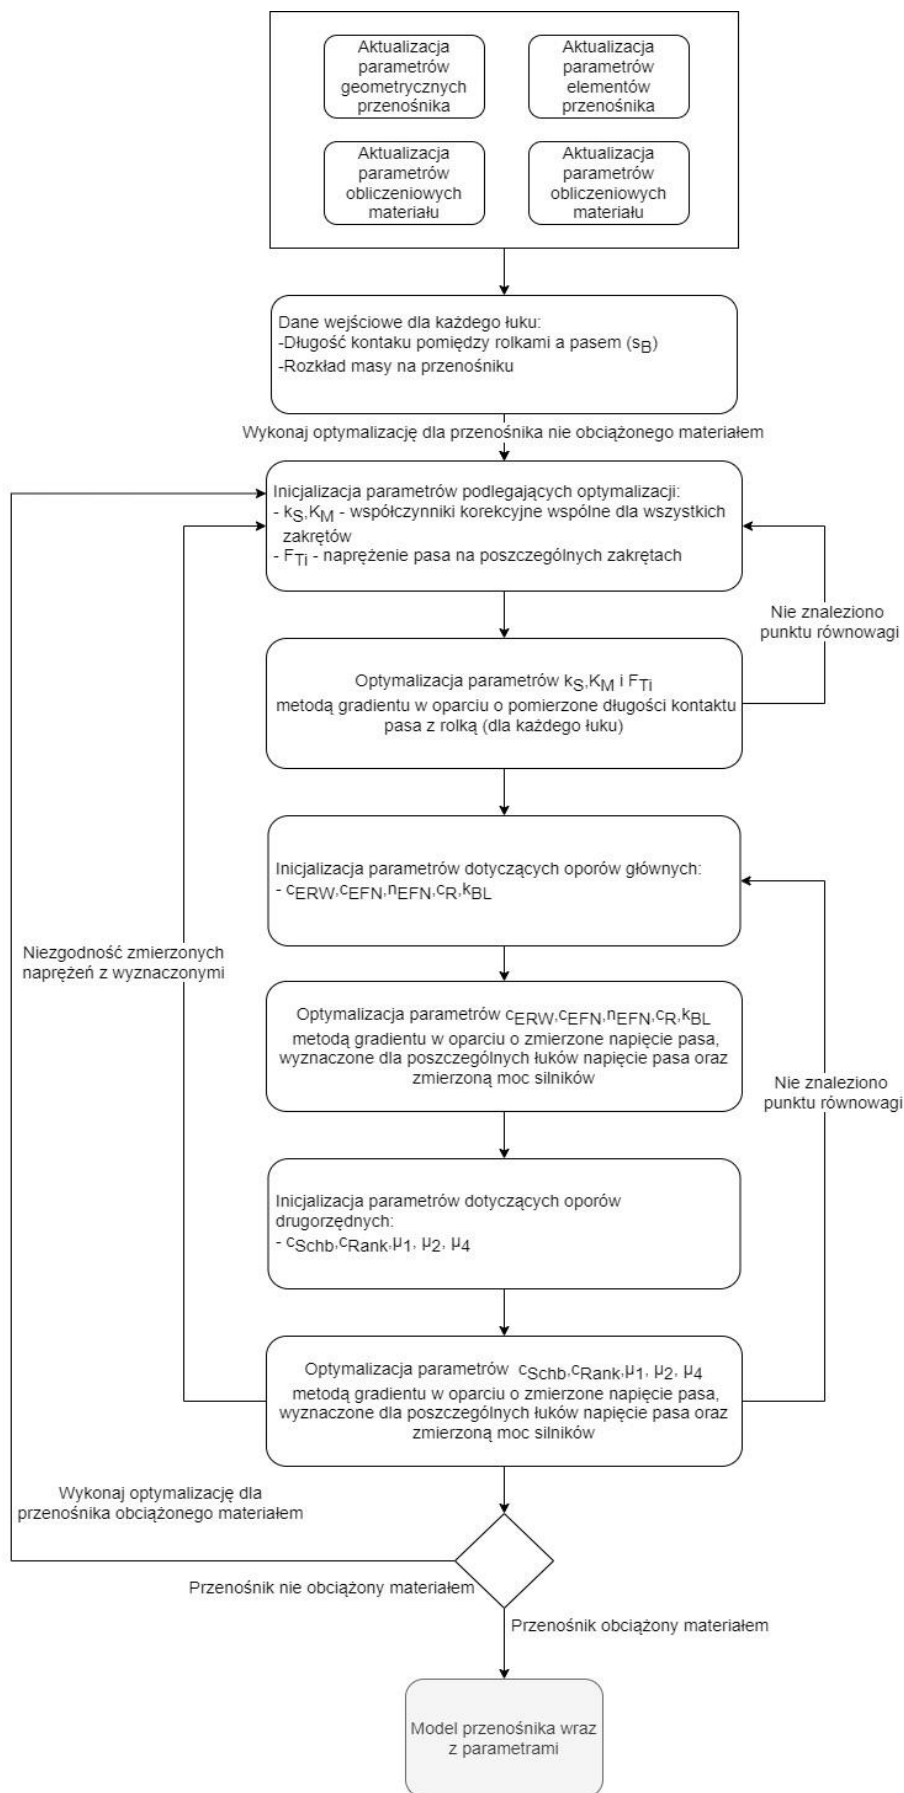 Aktualizacja
parametrów
geometrycznych
przenośnika
Aktualizacja
parametrów
elementów
przenośnika
Aktualizacja
parametrów
obliczeniowych
materiału
Aktualizacja
parametrów
obliczeniowych
materiału
Dane wejściowe dla każdego łuku:
-Długość kontaku pomiędzy rolkami a pasem (sB)
-Rozkład masy na przenośniku
Wykonaj optymalizację dla przenośnika nie obciążonego materiałem
Inicjalizacja parametrów podlegających optymalizacji:
- kS,KM - współczynniki korekcyjne wspólne dla wszystkich
zakrętów
- FTi - naprężenie pasa na poszczególnych zakrętach
Nie znaleziono
punktu równowagi
Optymalizacja parametrów kS,KM i FTi
metodą gradientu w oparciu o pomierzone długości kontaktu
pasa z rolką (dla każdego łuku)
Inicjalizacja parametrów dotyczących oporów głównych:
- cERW,cEFN,nEFN,cR,kBL
Niezgodność zmierzonych
naprężeń z wyznaczonymi
Optymalizacja parametrów cERW,cEFN,nEFN,cR,kBL
metodą gradientu w oparciu o zmierzone napięcie pasa,
wyznaczone dla poszczególnych łuków napięcie pasa oraz
zmierzoną moc silników
Nie znaleziono
punktu równowagi
Inicjalizacja parametrów dotyczących oporów
drugorzędnych:
- cSchb,cRank,μ1, μ2, μ4
Optymalizacja parametrów cSchb,cRank,μ1, μ2, μ4
metodą gradientu w oparciu o zmierzone napięcie pasa,
wyznaczone dla poszczególnych łuków napięcie pasa oraz
zmierzoną moc silników
Wykonaj optymalizację dla
przenośnika obciążonego materiałem
Przenośnik nie obciążony materiałem
Przenośnik obciążony materiałem
Model przenośnika wraz
z parametrami